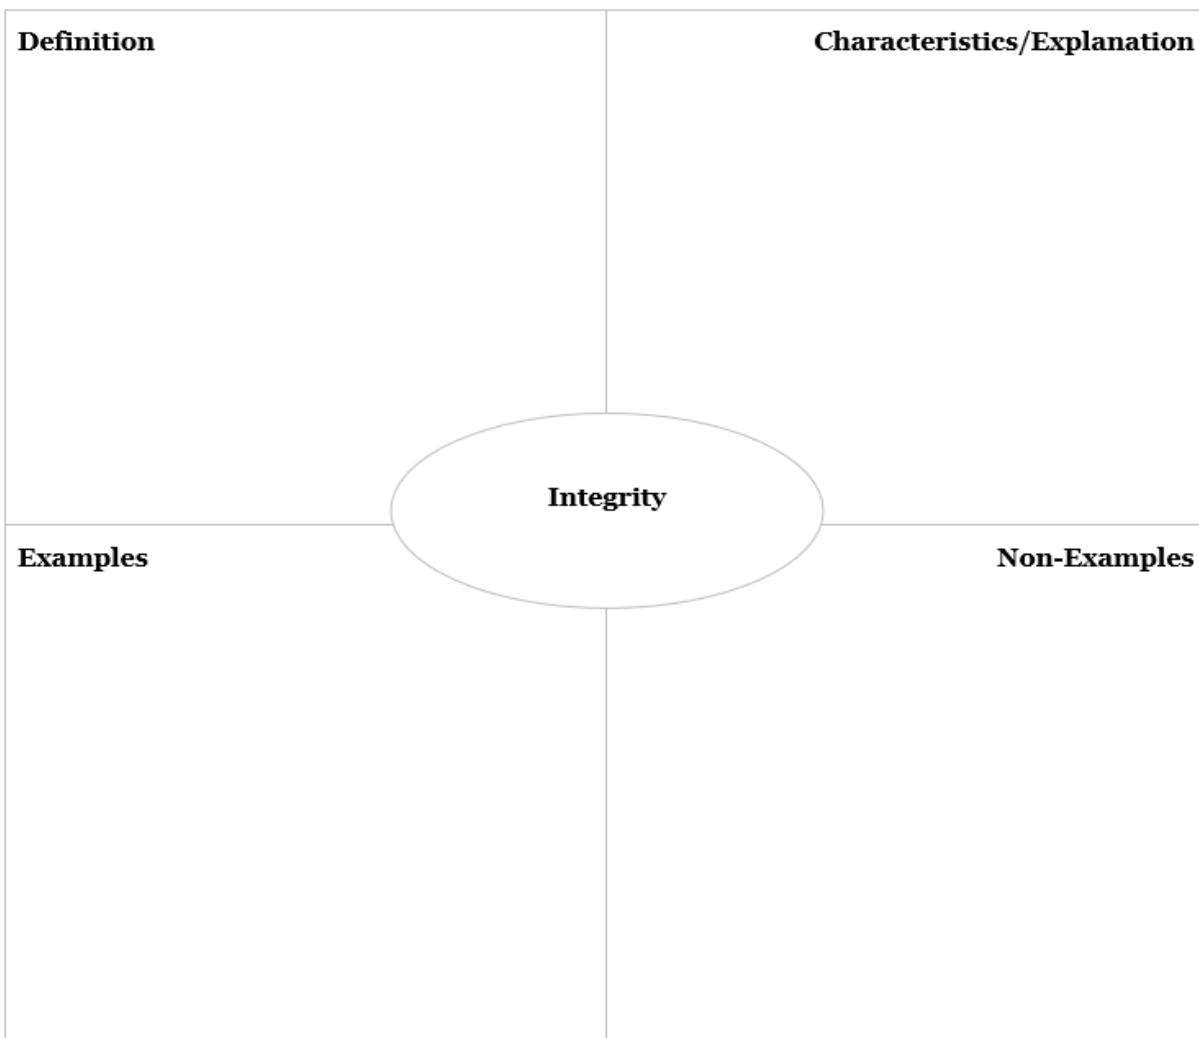 Definition
Characteristics/Explanation
Integrity
Examples
Non-Examples